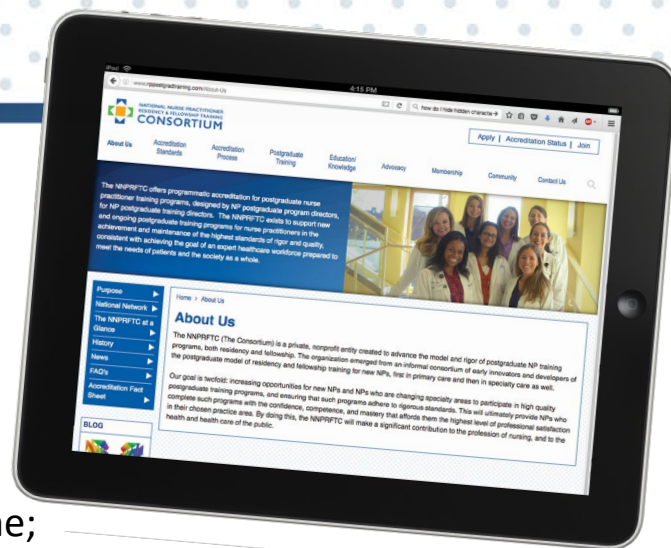 iPad
4:15 PM
www.nppostgradtraining.com/About-Us
how do I hide hidden characte
NATIONAL NURSE PRACTITIONER
RESIDENCY & FELLOWSHIP TRAINING
CONSORTIUM
Apply | Accreditation Status | Join
About Us
Accreditation
Standards
Accreditation
Process
Postgraduate
Training
Education/
Knowledge
Advocacy
Membership
Community
Contact Us
The NNPRFTC offers programmatic accreditation for postgraduate nurse
practitioner training programs, designed by NP postgraduate program directors,
for NP postgraduate training directors. The NNPRFTC exists to support new
and ongoing postgraduate training programs for nurse practitioners in the
achievement and maintenance of the highest standards of rigor and quality,
consistent with achieving the goal of an expert healthcare workforce prepared to
meet the needs of patients and the society as a whole.
Purpose
National Network
The NNPRFTC at a
Glance
History
News
FAQ's
Accreditation Fact
Sheet
BLOG
Home > About Us
About Us
The NNPRFTC (The Consortium) is a private, nonprofit entity created to advance the model and rigor of postgraduate NP training
programs, both residency and fellowship. The organization emerged from an informal consortium of early innovators and developers of
the postgraduate model of residency and fellowship training for new NPs, first in primary care and then in specialty care as well.
Our goal is twofold: increasing opportunities for new NPs and NPs who are changing specialty areas to participate in high quality
postgraduate training programs, and ensuring that such programs adhere to rigorous standards. This will ultimately provide NPs who
complete such programs with the confidence, competence, and mastery that affords them the highest level of professional satisfaction
in their chosen practice area. By doing this, the NNPRFTC will make a significant contribution to the profession of nursing, and to the
health and health care of the public.
ne;